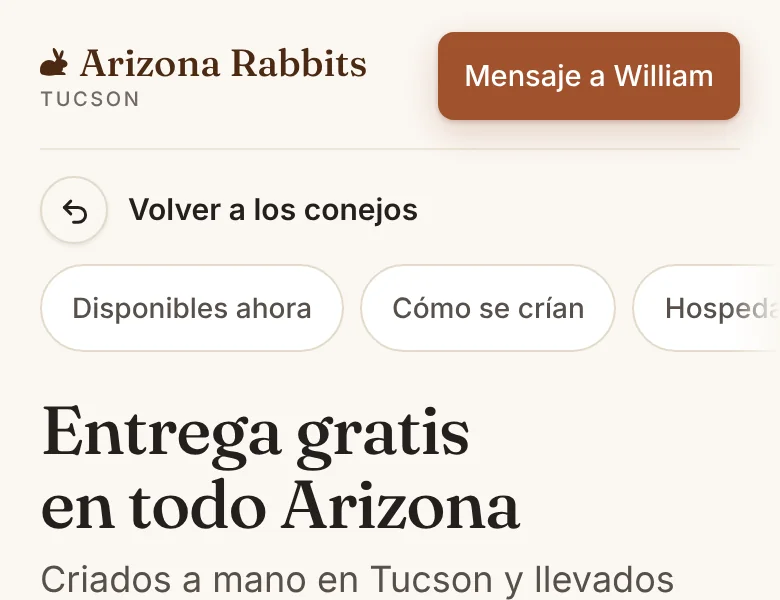 Arizona Rabbits
TUCSON
Mensaje a William
Volver a los conejos
Disponibles ahora
Cómo se crían
Entrega gratis
en todo Arizona
Criados a mano en Tucson y llevados